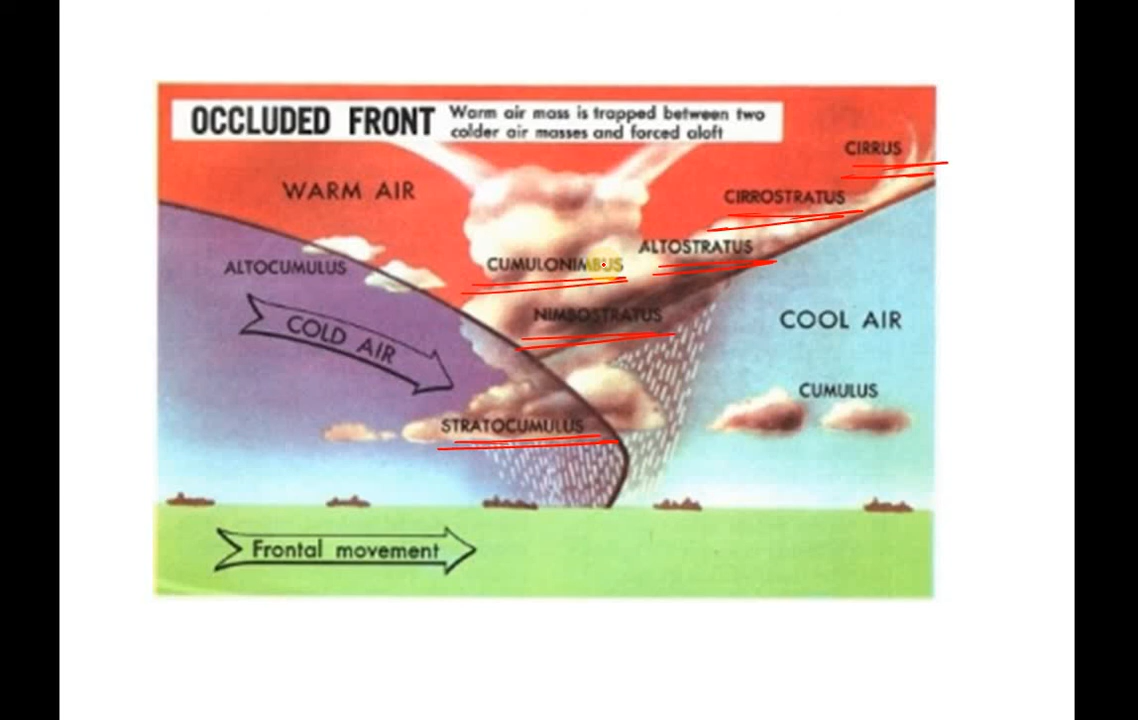 OCCLUDED FRONT
Warm air mass is trapped between two
colder air masses and forced aloft
CIRRUS
WARM AIR
CIRROSTRATUS
ALTOSTRATUS
ALTOCUMULUS
CUMULONIMBUS
NIMBOSTRATUS
COLD AIR
COOL AIR
CUMULUS
STRATOCUMULUS
Frontal movement